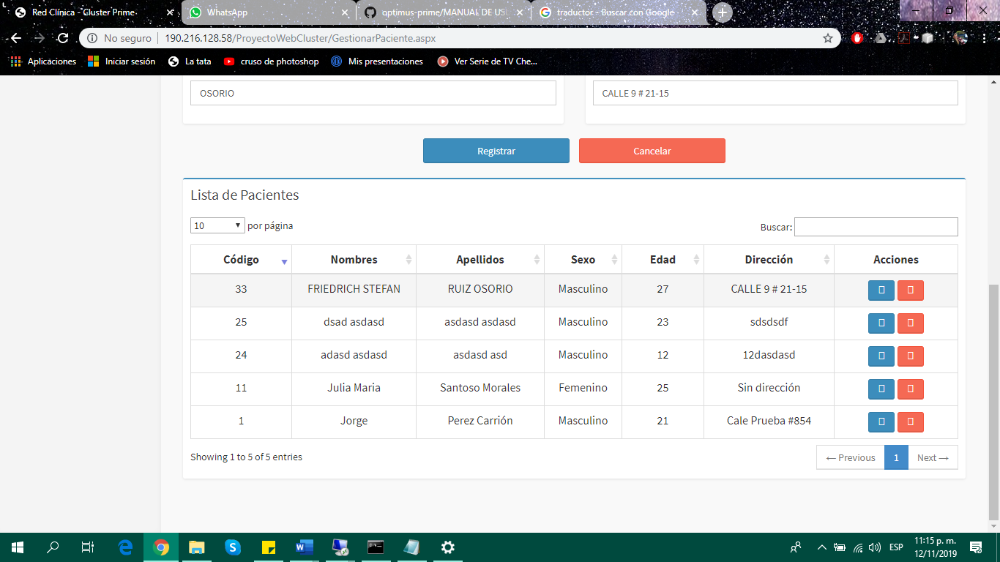 Red Clínica - Cluster Prime
WhatsApp
optimus-prime/MANUAL DE US
traductor - Buscar con Google
No seguro
190.216.128.58/ProyectoWebCluster/GestionarPaciente.aspx
Aplicaciones
Iniciar sesión
La tata
cruso de photoshop
Mis presentaciones
Ver Serie de TV Che...
OSORIO
CALLE 9 # 21-15
Registrar
Cancelar
Lista de Pacientes
10 por página
Buscar:
Código Nombres Apellidos Sexo Edad Dirección Acciones
33 FRIEDRICH STEFAN RUIZ OSORIO Masculino 27 CALLE 9 # 21-15
25 dsad asdasd asdasd asdasd Masculino 23 sdsdsdf
24 adasd asdasd asdasd asd Masculino 12 12dasdasd
11 Julia Maria Santoso Morales Femenino 25 Sin dirección
1 Jorge Perez Carrión Masculino 21 Cale Prueba #854
Showing 1 to 5 of 5 entries
← Previous 1 Next →
ESP
11:15 p. m.
12/11/2019